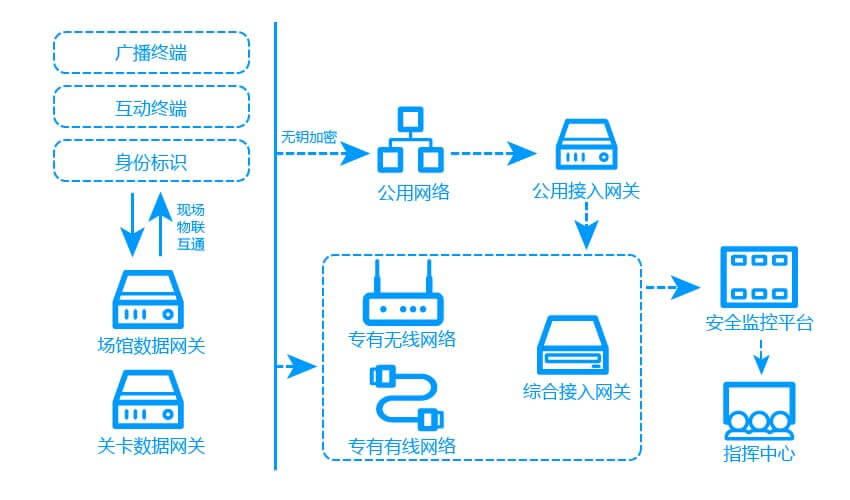 广播终端
互动终端
身份标识
现场
物联
互通
场馆数据网关
关卡数据网关
无钥加密
公用网络
公用接入网关
专有无线网络
专有有线网络
综合接入网关
安全监控平台
指挥中心